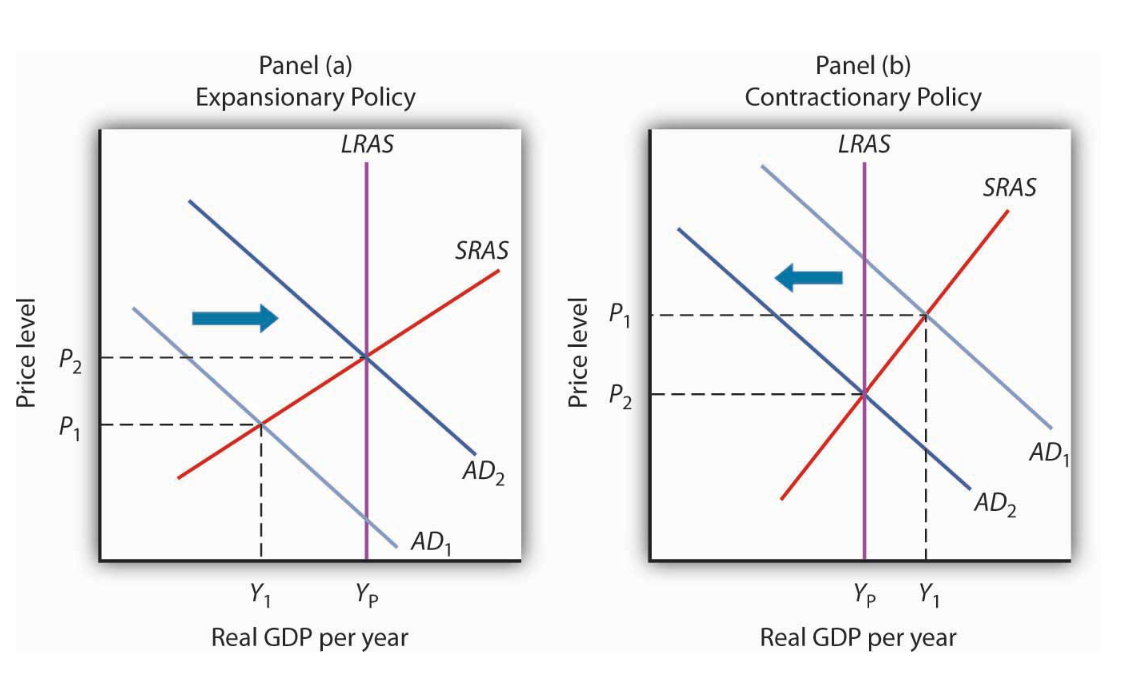 Panel (a)
Expansionary Policy
LRAS
SRAS
Price level
P2
P1
AD2
AD1
Y1
YP
Real GDP per year
Panel (b)
Contractionary Policy
LRAS
SRAS
Price level
P1
P2
AD1
AD2
YP
Y1
Real GDP per year